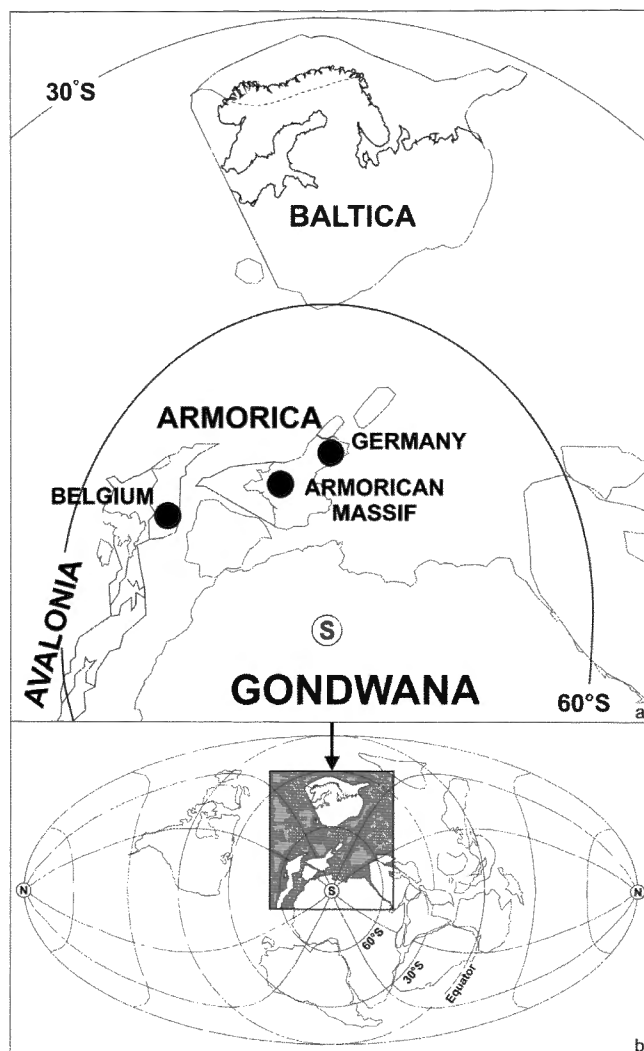 30°S
BALTICA
ARMORICA
GERMANY
BELGIUM
ARMORICAN
MASSIF
AVALONIA
S
GONDWANA
60°S
a
N
S
N
60°S
30°S
Equator
b